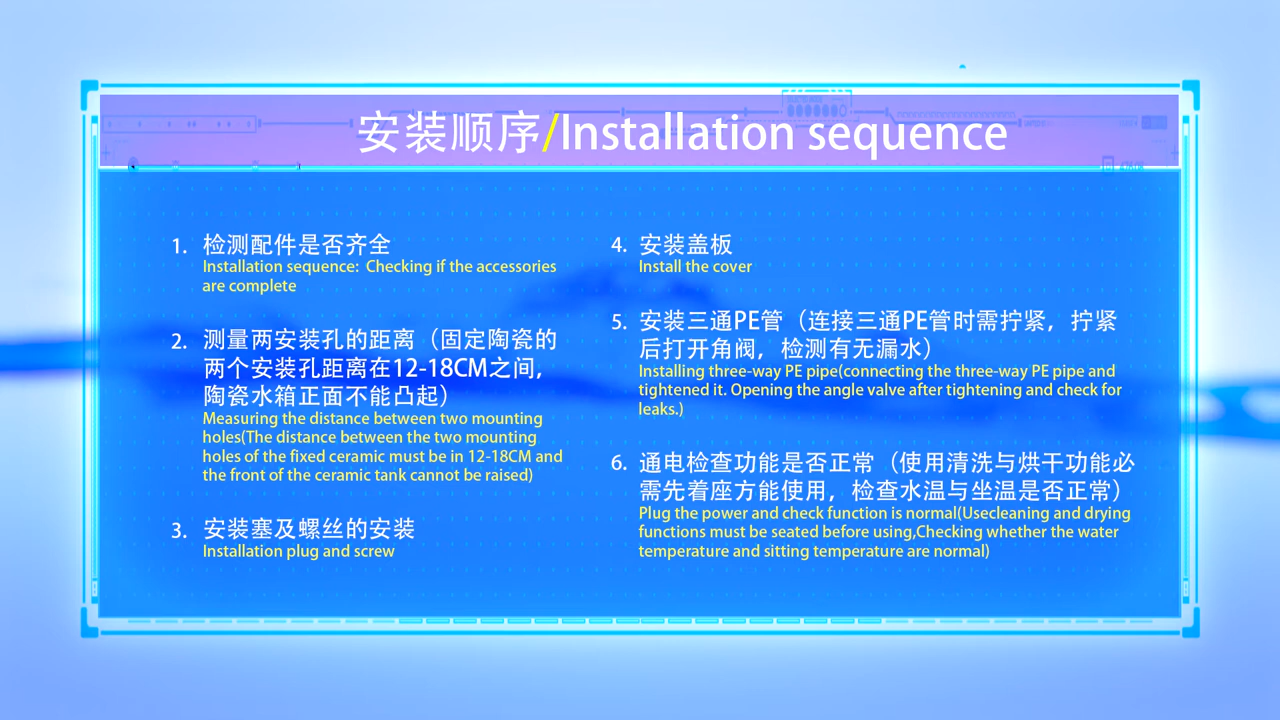 安装顺序/Installation sequence
1. 检测配件是否齐全
Installation sequence: Checking if the accessories
are complete
2. 测量两安装孔的距离（固定陶瓷的
两个安装孔距离在12-18CM之间，
陶瓷水箱正面不能凸起）
Measuring the distance between two mounting
holes(The distance between the two mounting
holes of the fixed ceramic must be in 12-18CM and
the front of the ceramic tank cannot be raised)
3. 安装塞及螺丝的安装
Installation plug and screw
4. 安装盖板
Install the cover
5. 安装三通PE管（连接三通PE管时需拧紧，拧紧
后打开角阀，检测有无漏水）
Installing three-way PE pipe(connecting the three-way PE pipe and
tightened it. Opening the angle valve after tightening and check for
leaks.)
6. 通电检查功能是否正常（使用清洗与烘干功能必
需先着座方能使用，检查水温与坐温是否正常）
Plug the power and check function is normal(Usecleaning and drying
functions must be seated before using,Checking whether the water
temperature and sitting temperature are normal)